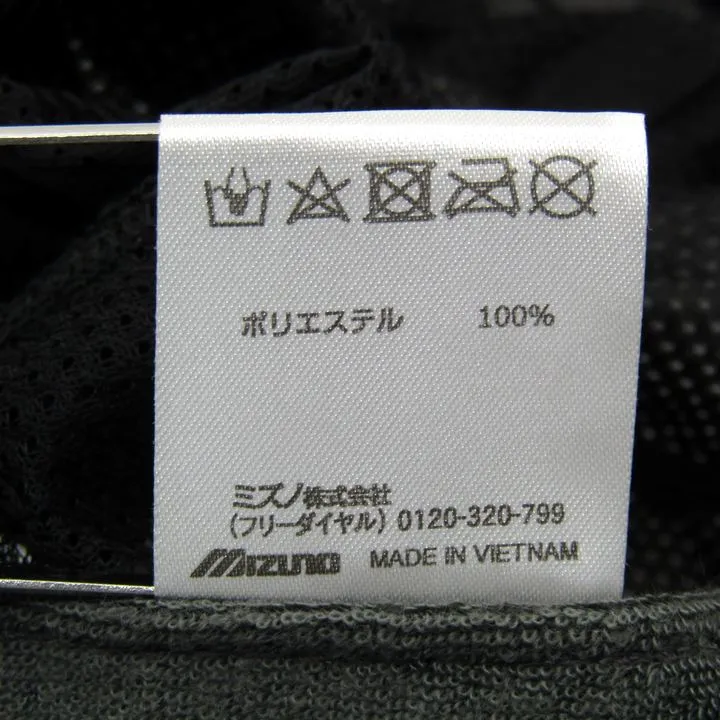 ポリエステル 100%
ミズノ株式会社
(フリーダイヤル) 0120-320-799
MIZUNO MADE IN VIETNAM